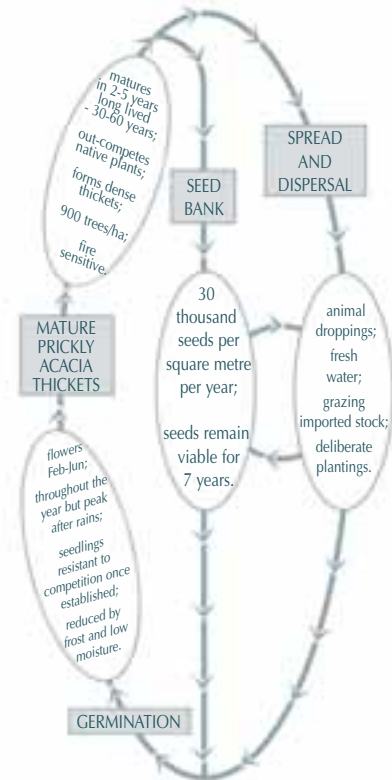 matures
in 2-5 years
long lived
- 30-60 years;
out-competes
native plants;
forms dense
thickets;
900 trees/ha;
fire
sensitive.
SEED
BANK
SPREAD
AND
DISPERSAL
30
thousand
seeds per
square metre
per year;
seeds remain
viable for
7 years.
animal
droppings;
fresh
water;
grazing
imported stock;
deliberate
plantings.
MATURE
PRICKLY
ACACIA
THICKETS
flowers
Feb-Jun;
throughout the
year but peak
after rains;
seedlings
resistant to
competition once
established;
reduced by
frost and low
moisture.
GERMINATION